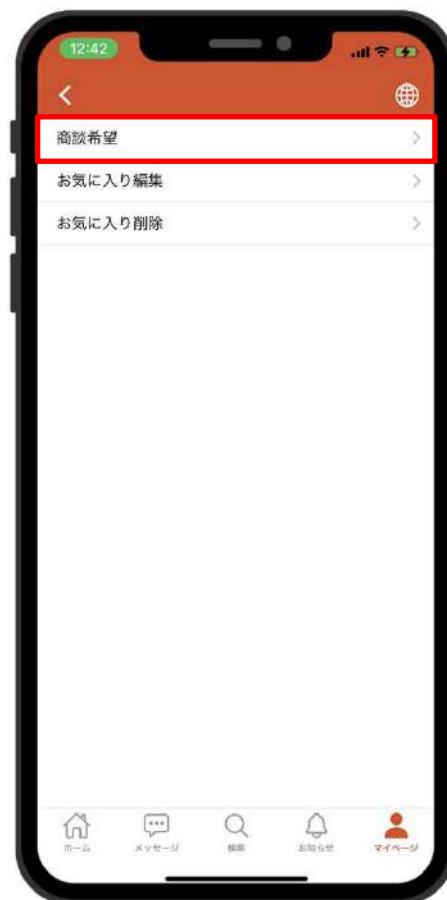 12:42
商談希望
お気に入り編集
お気に入り削除
ホーム
メッセージ
検索
お知らせ
マイページ